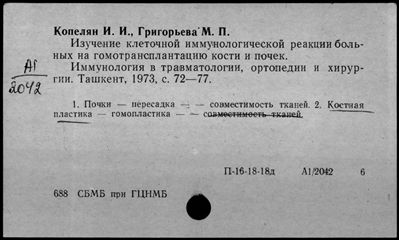 Копелян И. И., Григорьева М. П.
Изучение клеточной иммунологической реакции боль-
ных на гомотрансплантацию кости и почек.
Иммунология в травматологии, ортопедии и хирур-
гии. Ташкент, 1973, с. 72—77.
А1
2042
1. Почки — пересадка — — совместимость тканей. 2. Костная
пластика — гомопластика — — совместимость тканей.
П-16-18-18д А1/2042 6
688 СБМБ при ГЦНМБ